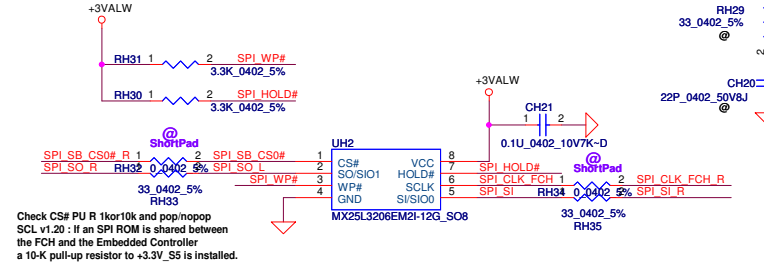 +3VALW
RH29
33_0402_5%
@
RH31 1 2 SPI_WP#
3.3K_0402_5%
RH30 1 2 SPI_HOLD#
3.3K_0402_5%
2
CH20
22P_0402_50V8J
@
+3VALW
CH21
1 2
0.1U_0402_10V7K~D
@
ShortPad
UH2
SPI_SB_CS0#_R 1 2 SPI_SB_CS0# 1 CS# VCC 8
SPI_SO_R RH32 0_0402_5% SPI_SO_L 2 SO/SIO1 HOLD# 7 SPI_HOLD#
33_0402_5%
RH33
SPI_WP# 3 WP# SCLK 6 SPI_CLK_FCH 1 2 SPI_CLK_FCH_R
4 GND SI/SIO0 5 SPI_SI RH34 0_0402_5% SPI_SI_R
MX25L3206EM2I-12G_SO8
@
ShortPad
33_0402_5%
RH35
Check CS# PU R 1kor10k and pop/nopop
SCL v1.20 : If an SPI ROM is shared between
the FCH and the Embedded Controller
a 10-K pull-up resistor to +3.3V_S5 is installed.